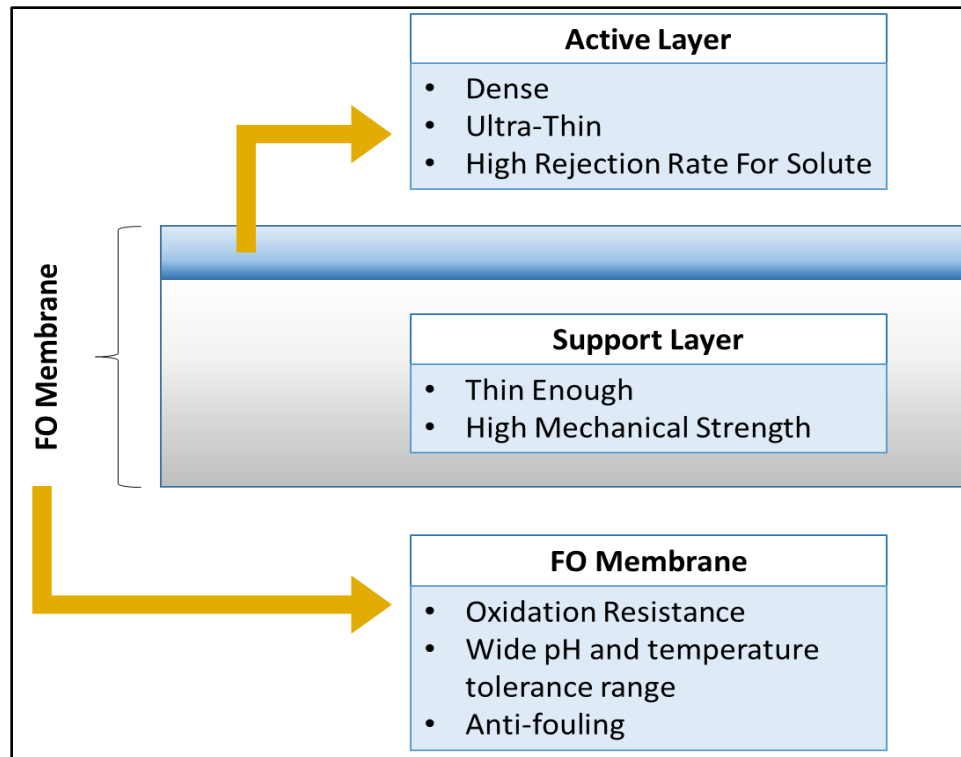 Active Layer
• Dense
• Ultra-Thin
• High Rejection Rate For Solute
FO Membrane
Support Layer
• Thin Enough
• High Mechanical Strength
FO Membrane
• Oxidation Resistance
• Wide pH and temperature
tolerance range
• Anti-fouling